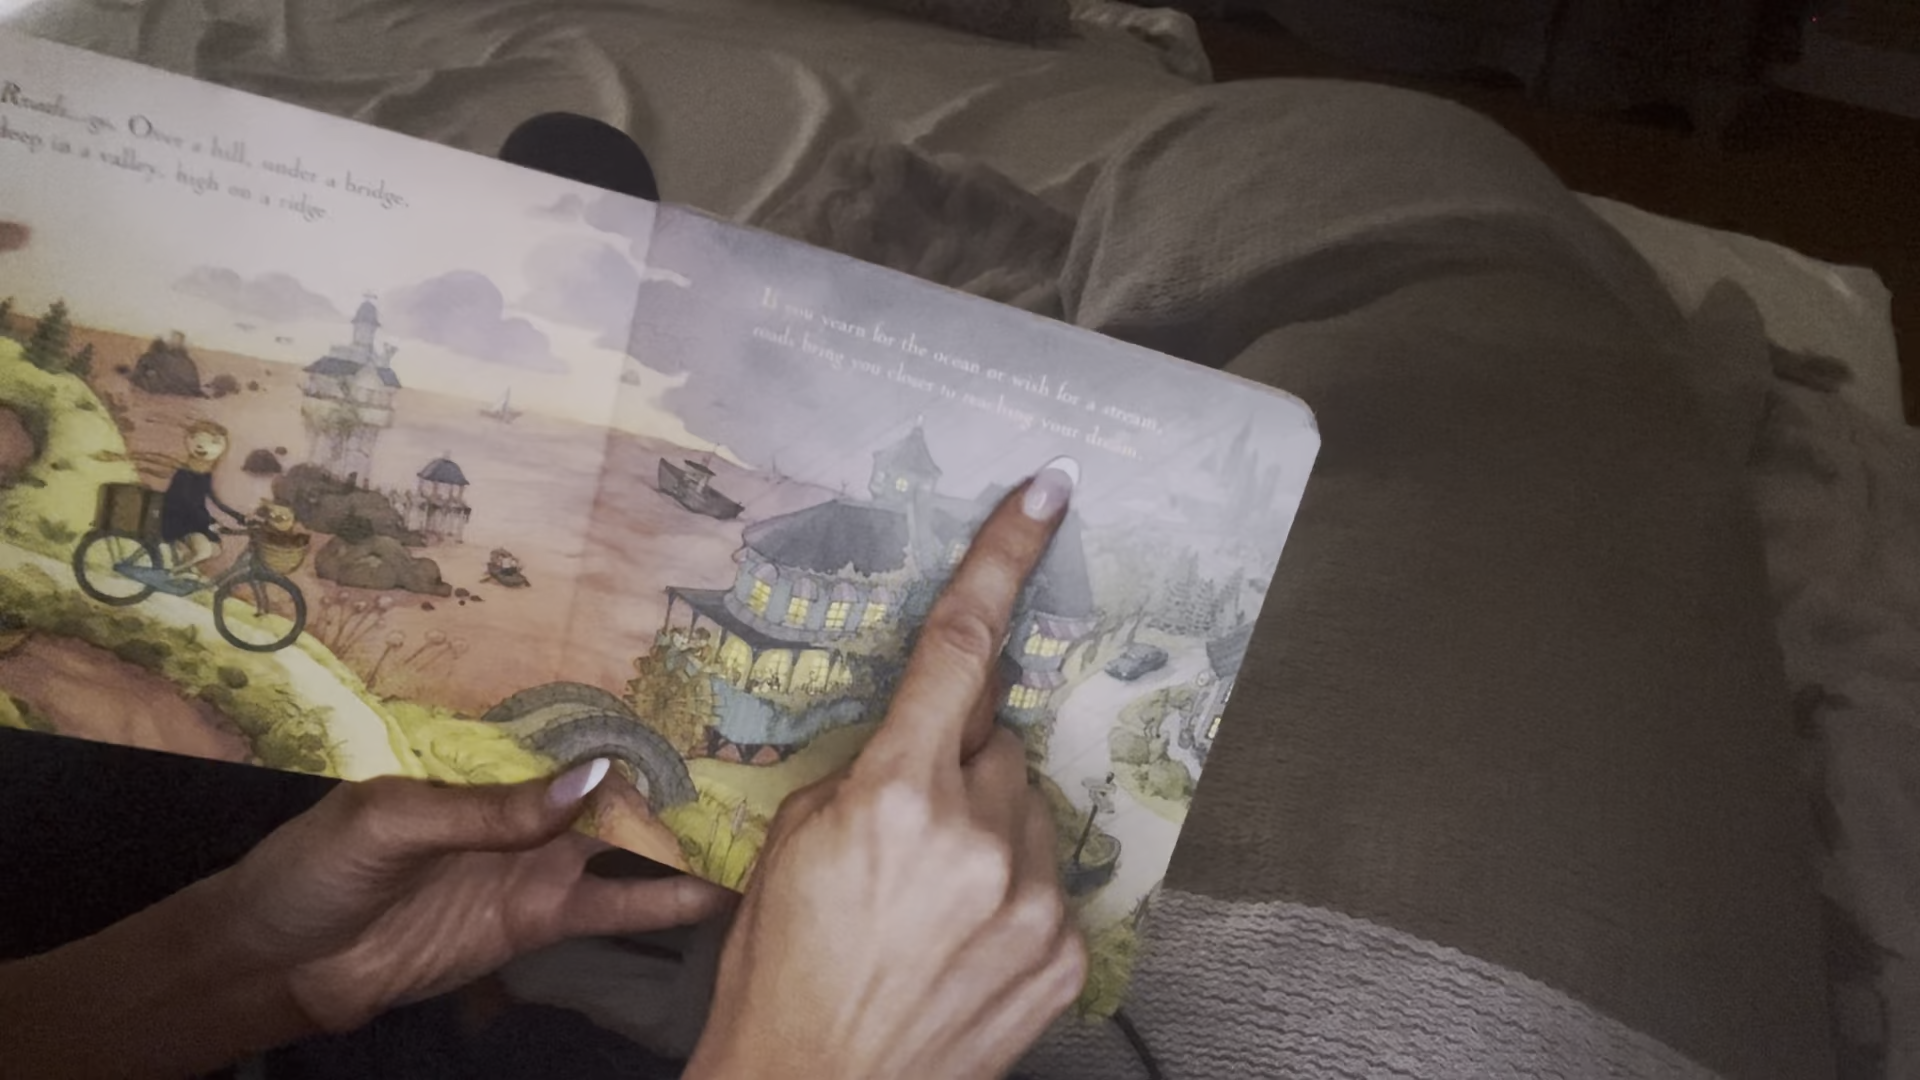 Roads go. Over a hill, under a bridge,
deep in a valley, high on a ridge.
If you yearn for the ocean or wish for a stream,
roads bring you closer to reaching your dream.